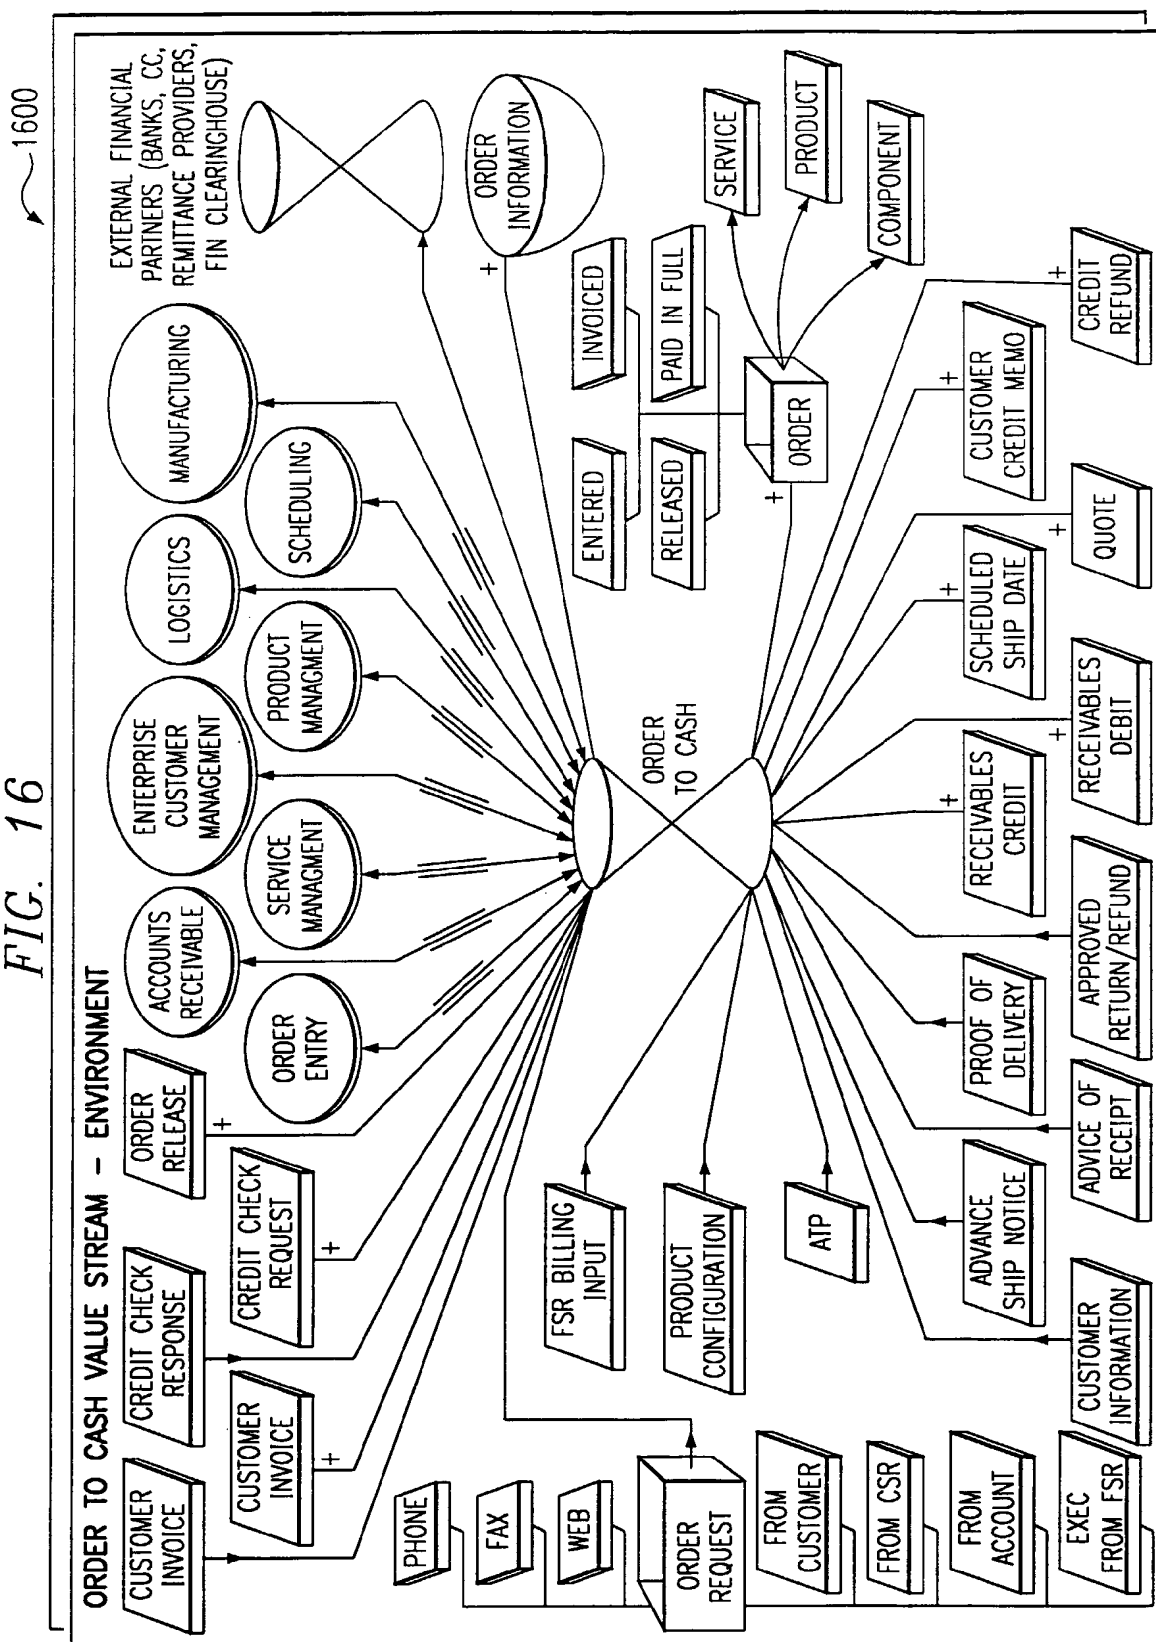 FIG. 16
1600
ORDER TO CASH VALUE STREAM – ENVIRONMENT
CUSTOMER
INVOICE
CREDIT CHECK
RESPONSE
ORDER
RELEASE
+
ACCOUNTS
RECEIVABLE
ENTERPRISE
CUSTOMER
MANAGEMENT
LOGISTICS
MANUFACTURING
EXTERNAL FINANCIAL
PARTNERS (BANKS, CC,
REMITTANCE PROVIDERS,
FIN CLEARINGHOUSE)
CUSTOMER
INVOICE
+
CREDIT CHECK
REQUEST
+
ORDER
ENTRY
SERVICE
MANAGMENT
PRODUCT
MANAGMENT
SCHEDULING
PHONE
FAX
WEB
ORDER
REQUEST
FROM
CUSTOMER
FROM CSR
FROM
ACCOUNT
EXEC
FROM FSR
FSR BILLING
INPUT
PRODUCT
CONFIGURATION
ATP
ORDER
TO CASH
+
ORDER
INFORMATION
ENTERED
INVOICED
RELEASED
PAID IN FULL
+
ORDER
SERVICE
PRODUCT
COMPONENT
ADVANCE
SHIP NOTICE
PROOF OF
DELIVERY
+
RECEIVABLES
CREDIT
+
SCHEDULED
SHIP DATE
+
CUSTOMER
CREDIT MEMO
CUSTOMER
INFORMATION
ADVICE OF
RECEIPT
APPROVED
RETURN/REFUND
+
RECEIVABLES
DEBIT
+
QUOTE
+
CREDIT
REFUND